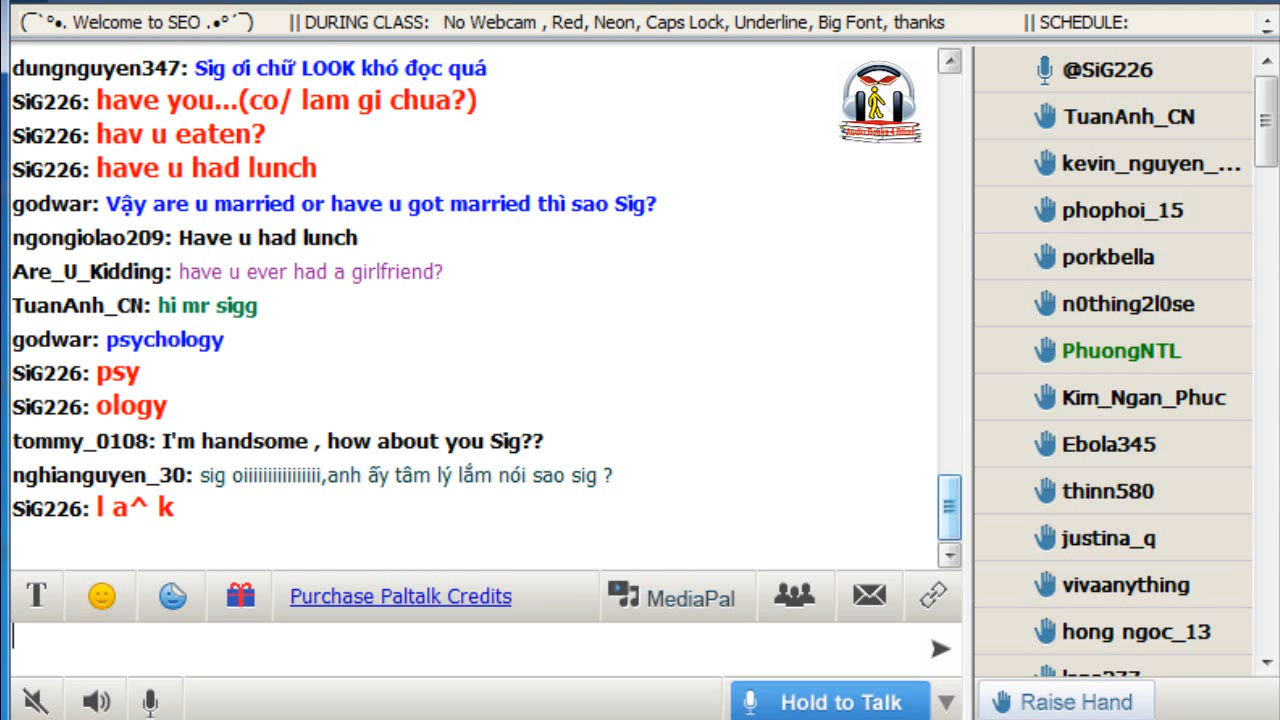 (¯`°•. Welcome to SEO .•°´¯) || DURING CLASS: No Webcam , Red, Neon, Caps Lock, Underline, Big Font, thanks || SCHEDULE:
dungnguyen347: Sig ơi chữ LOOK khó đọc quá
SiG226: have you...(co/ lam gi chua?)
SiG226: hav u eaten?
SiG226: have u had lunch
godwar: Vậy are u married or have u got married thì sao Sig?
ngongiolao209: Have u had lunch
Are_U_Kidding: have u ever had a girlfriend?
TuanAnh_CN: hi mr sigg
godwar: psychology
SiG226: psy
SiG226: ology
tommy_0108: I'm handsome , how about you Sig??
nghianguyen_30: sig oiiiiiiiiiiiiiiii,anh ấy tâm lý lắm nói sao sig ?
SiG226: l a^ k
T
Purchase Paltalk Credits
MediaPal
Hold to Talk
@SiG226
TuanAnh_CN
kevin_nguyen_...
phophoi_15
porkbella
n0thing2l0se
PhuongNTL
Kim_Ngan_Phuc
Ebola345
thinn580
justina_q
vivaanything
hong ngoc_13
Raise Hand